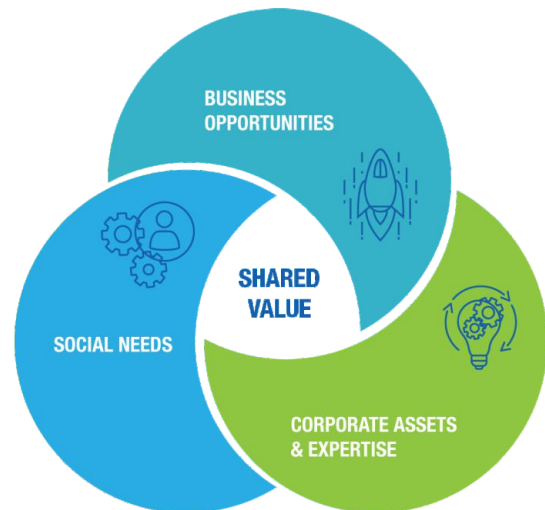 BUSINESS
OPPORTUNITIES
SHARED
VALUE
SOCIAL NEEDS
CORPORATE ASSETS
& EXPERTISE